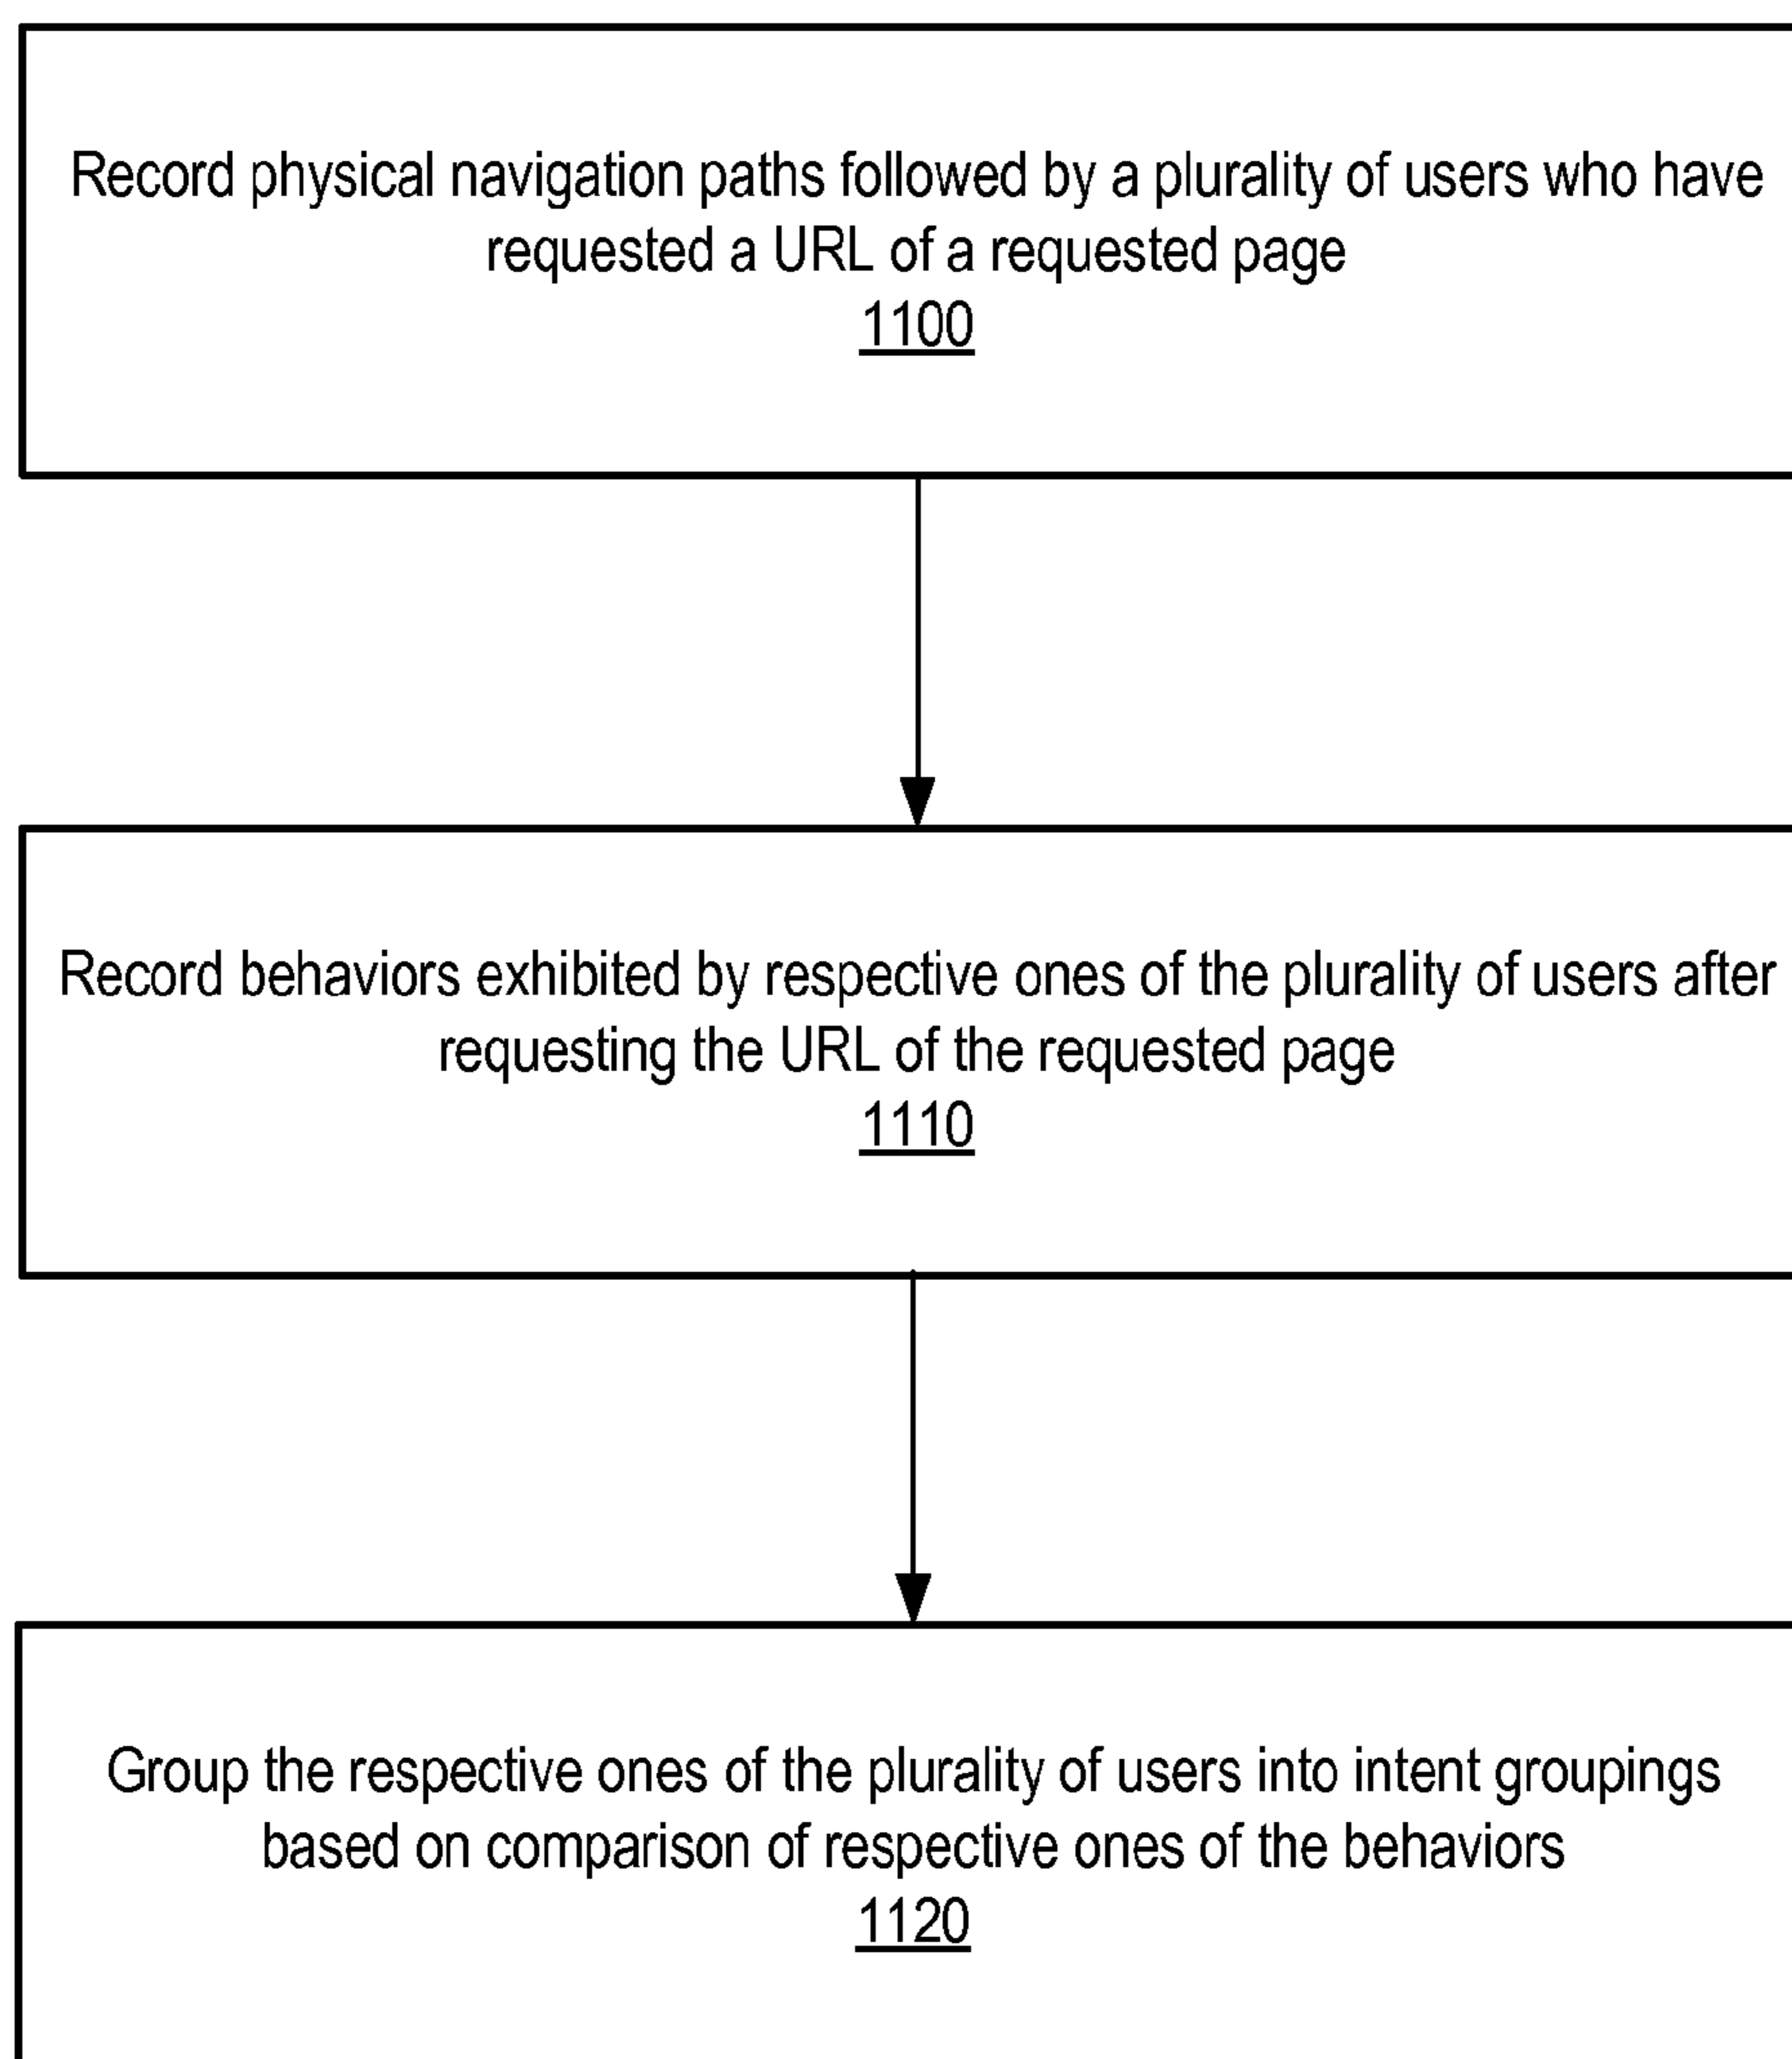 Record physical navigation paths followed by a plurality of users who have
requested a URL of a requested page
1100
Record behaviors exhibited by respective ones of the plurality of users after
requesting the URL of the requested page
1110
Group the respective ones of the plurality of users into intent groupings
based on comparison of respective ones of the behaviors
1120